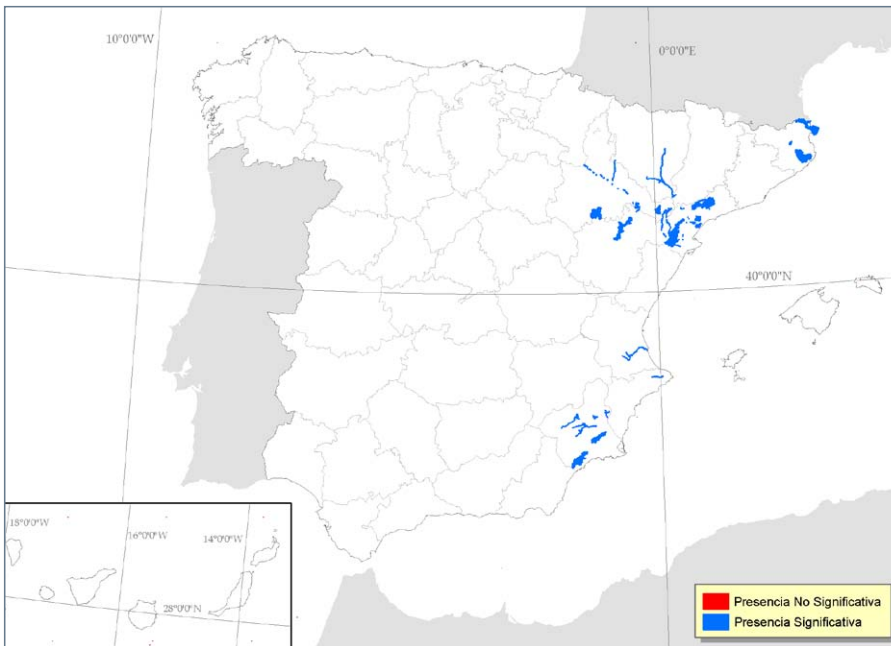 10°0'0"W
0°0'0"E
40°0'0"N
18°0'0"W
16°0'0"W
14°0'0"W
28°0'0"N
Presencia No Significativa
Presencia Significativa